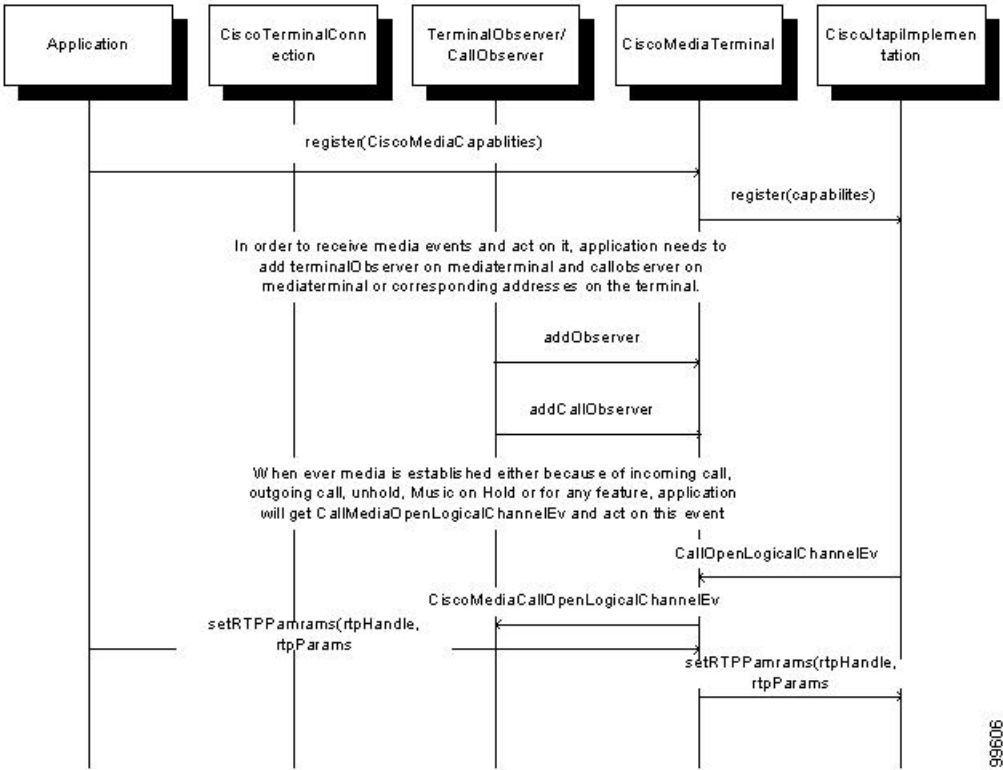 Application
CiscoTerminalConn
ection
TerminalObserver/
CallObserver
CiscoMediaTerminal
CiscoJtapiImplemen
tation
register(CiscoMediaCapablities)
register(capabilites)
In order to receive media events and act on it, application needs to
add terminalObserver on mediaterminal and callobserver on
mediaterminal or corresponding addresses on the terminal.
addObserver
addCallObserver
When ever media is established either because of incoming call,
outgoing call, unhold, Music on Hold or for any feature, application
will get CallMediaOpenLogicalChannelEv and act on this event
CallOpenLogicalChannelEv
CiscoMediaCallOpenLogicalChannelEv
setRTPPamrams(rtpHandle,
rtpParams
setRTPPamrams(rtpHandle,
rtpParams
99606